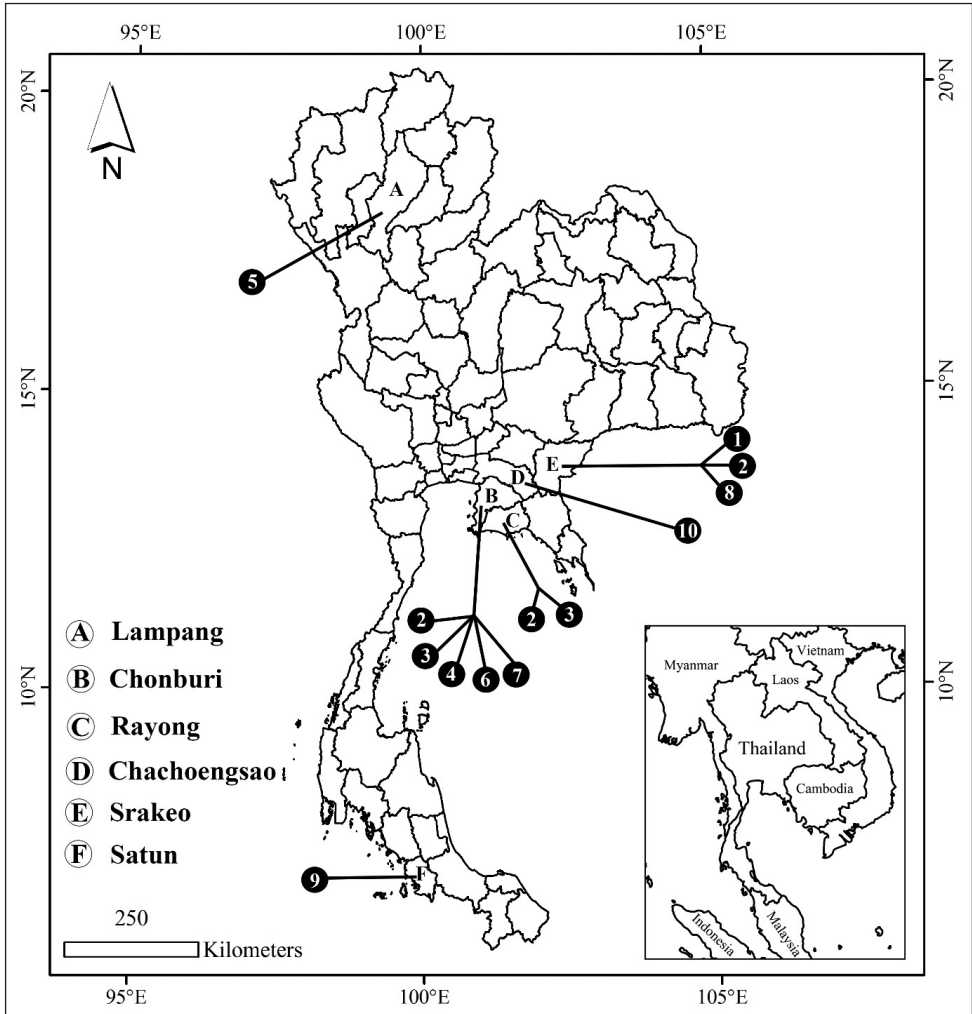 95°E 100°E 105°E
20°N 20°N
N
A
5
15°N 15°N
1
E 2
D 8
B
C 10
2 3 2 3
4 6 7
10°N 10°N
A Lampang
B Chonburi
C Rayong
D Chachoengsao
E Srakeo
F Satun
9 F
250
Kilometers
Myanmar
Vietnam
Laos
Thailand
Cambodia
Indonesia
Malaysia
95°E 100°E 105°E